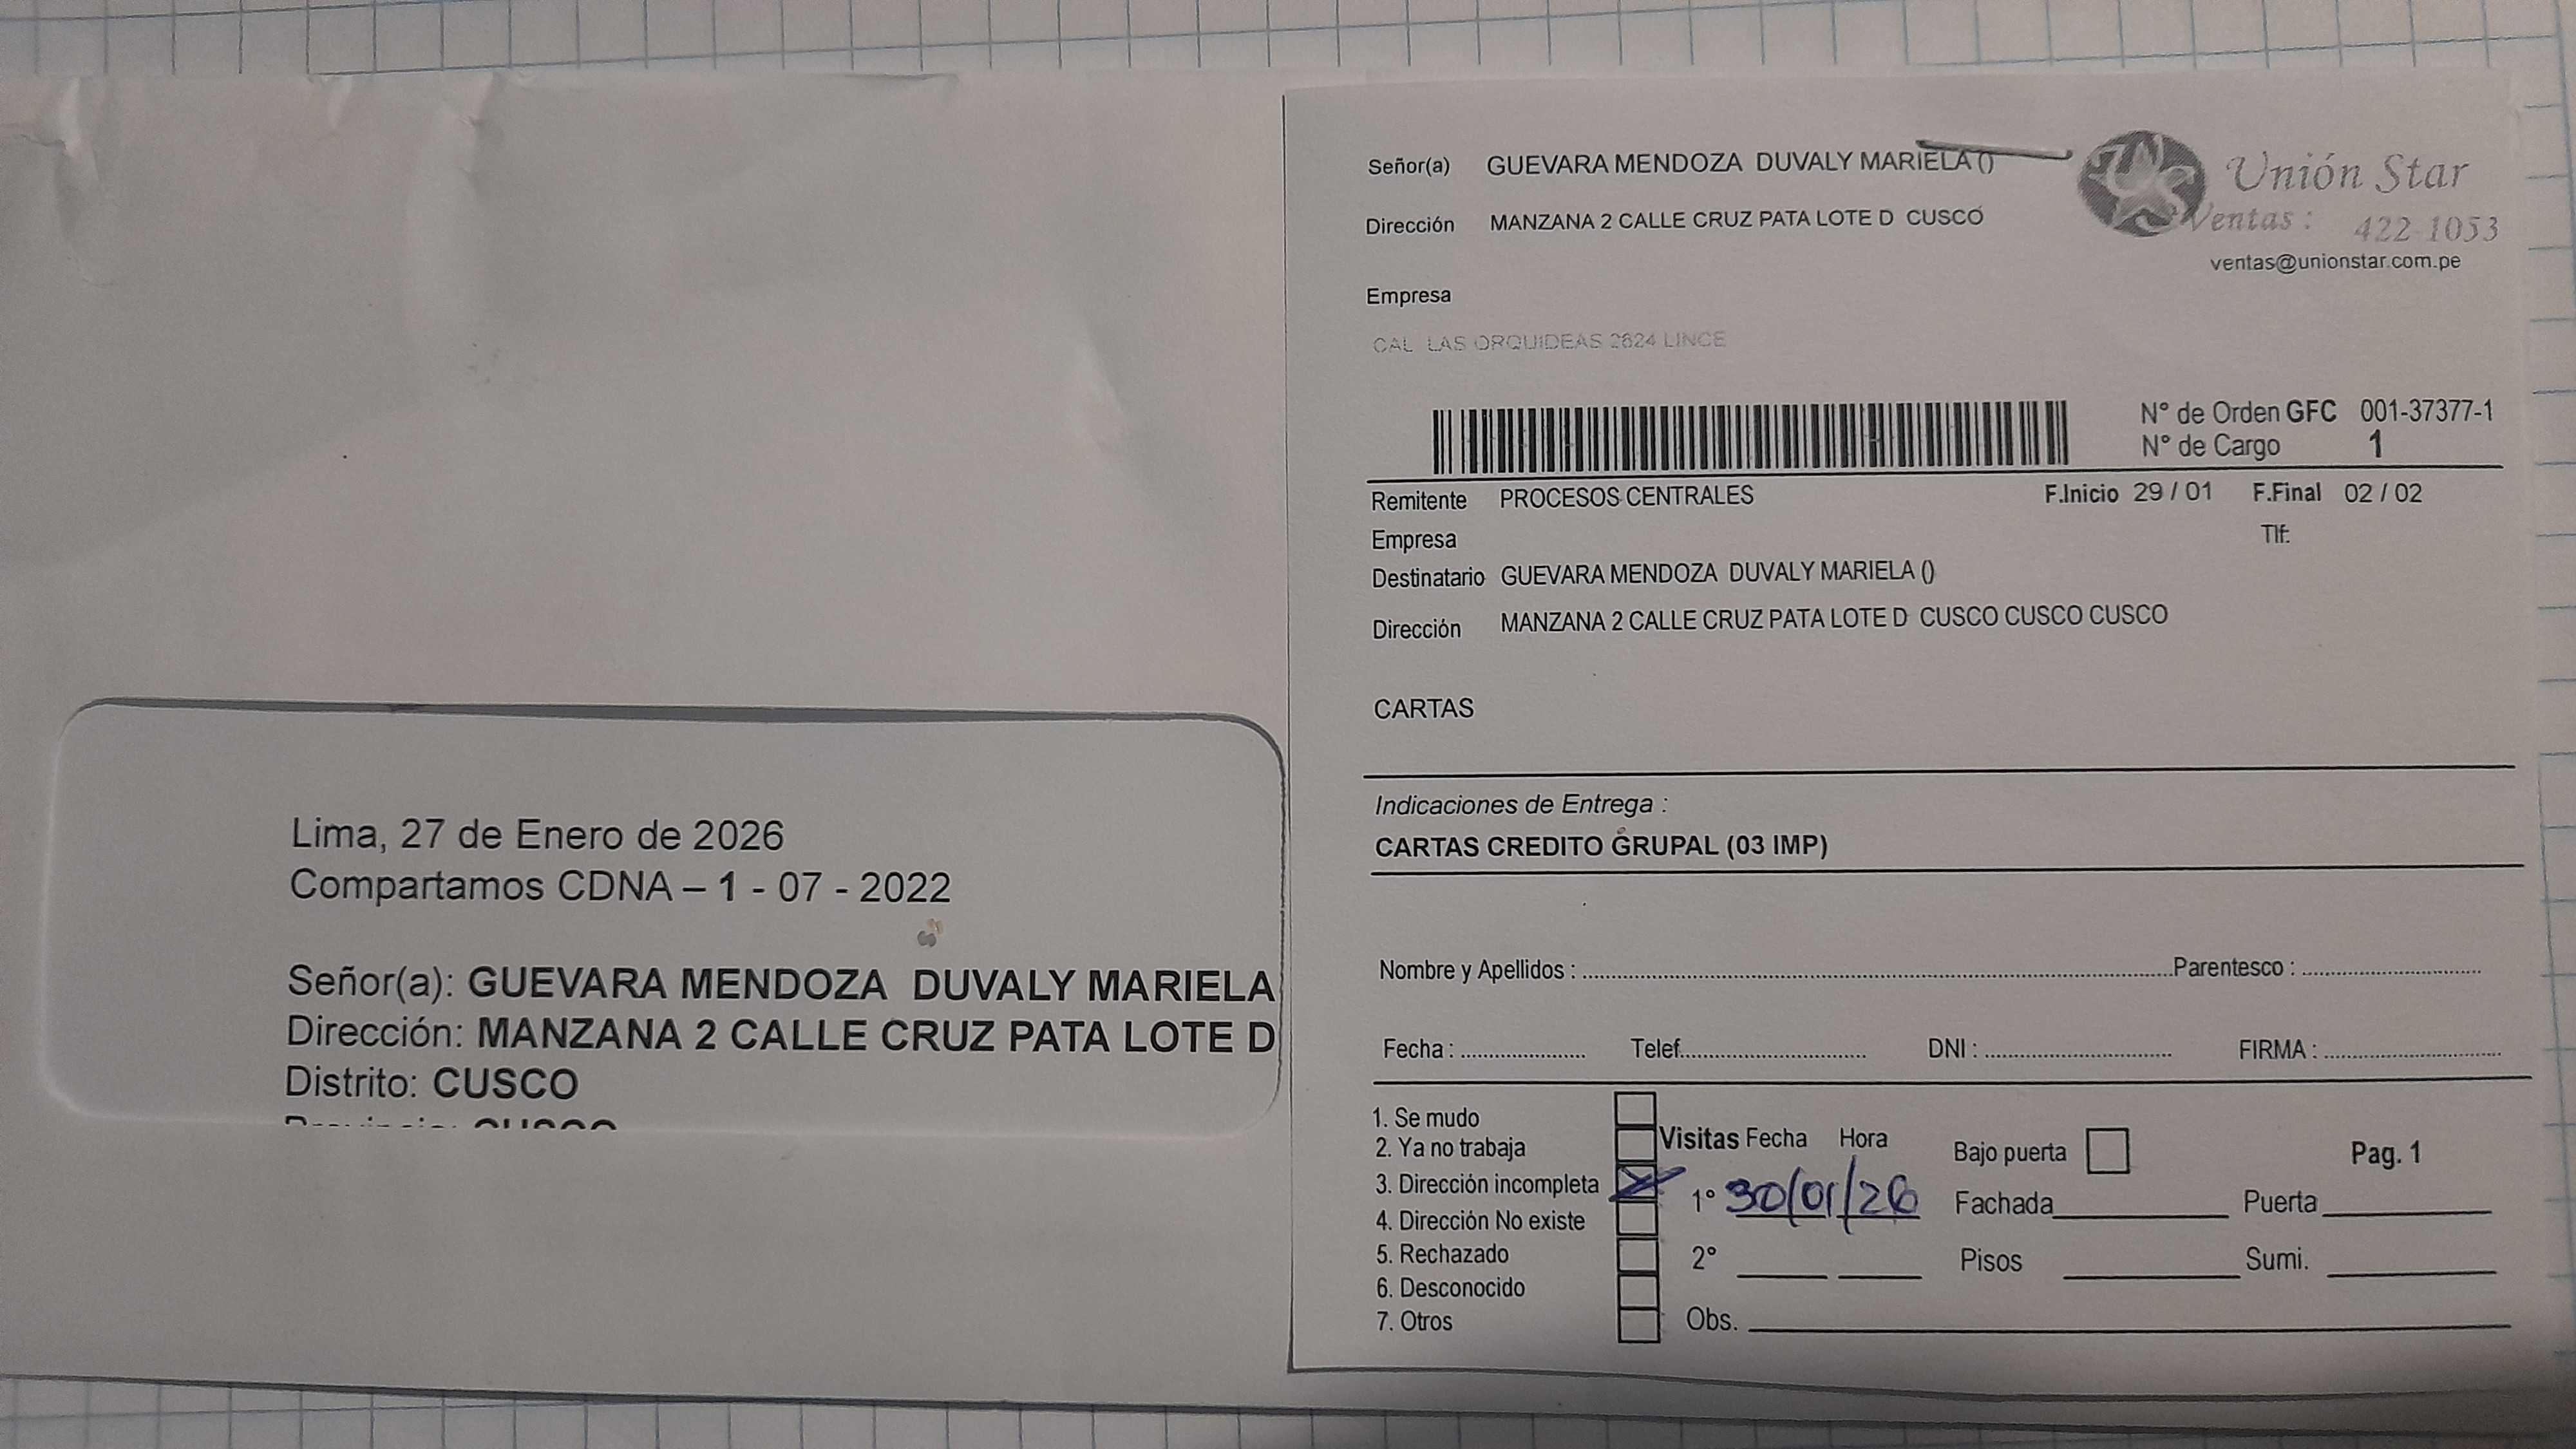 Lima, 27 de Enero de 2026
Compartamos CDNA – 1 - 07 - 2022
Señor(a): GUEVARA MENDOZA  DUVALY MARIELA
Dirección: MANZANA 2 CALLE CRUZ PATA LOTE D
Distrito: CUSCO
Señor(a) GUEVARA MENDOZA  DUVALY MARIELA ()
Dirección MANZANA 2 CALLE CRUZ PATA LOTE D  CUSCO
Unión Star
Ventas : 422 1053
ventas@unionstar.com.pe
Empresa
CAL  LAS ORQUIDEAS 2624 LINCE
N° de Orden GFC 001-37377-1
N° de Cargo 1
Remitente PROCESOS CENTRALES F.Inicio 29 / 01 F.Final 02 / 02
Empresa Tlf:
Destinatario GUEVARA MENDOZA  DUVALY MARIELA ()
Dirección MANZANA 2 CALLE CRUZ PATA LOTE D  CUSCO CUSCO CUSCO
CARTAS
Indicaciones de Entrega :
CARTAS CREDITO GRUPAL (03 IMP)
Nombre y Apellidos : Parentesco :
Fecha : Telef. DNI : FIRMA :
1. Se mudo
2. Ya no trabaja
3. Dirección incompleta
4. Dirección No existe
5. Rechazado
6. Desconocido
7. Otros
Visitas Fecha Hora
1° 30/01/26
2°
Obs.
Bajo puerta Pag. 1
Fachada Puerta
Pisos Sumi.